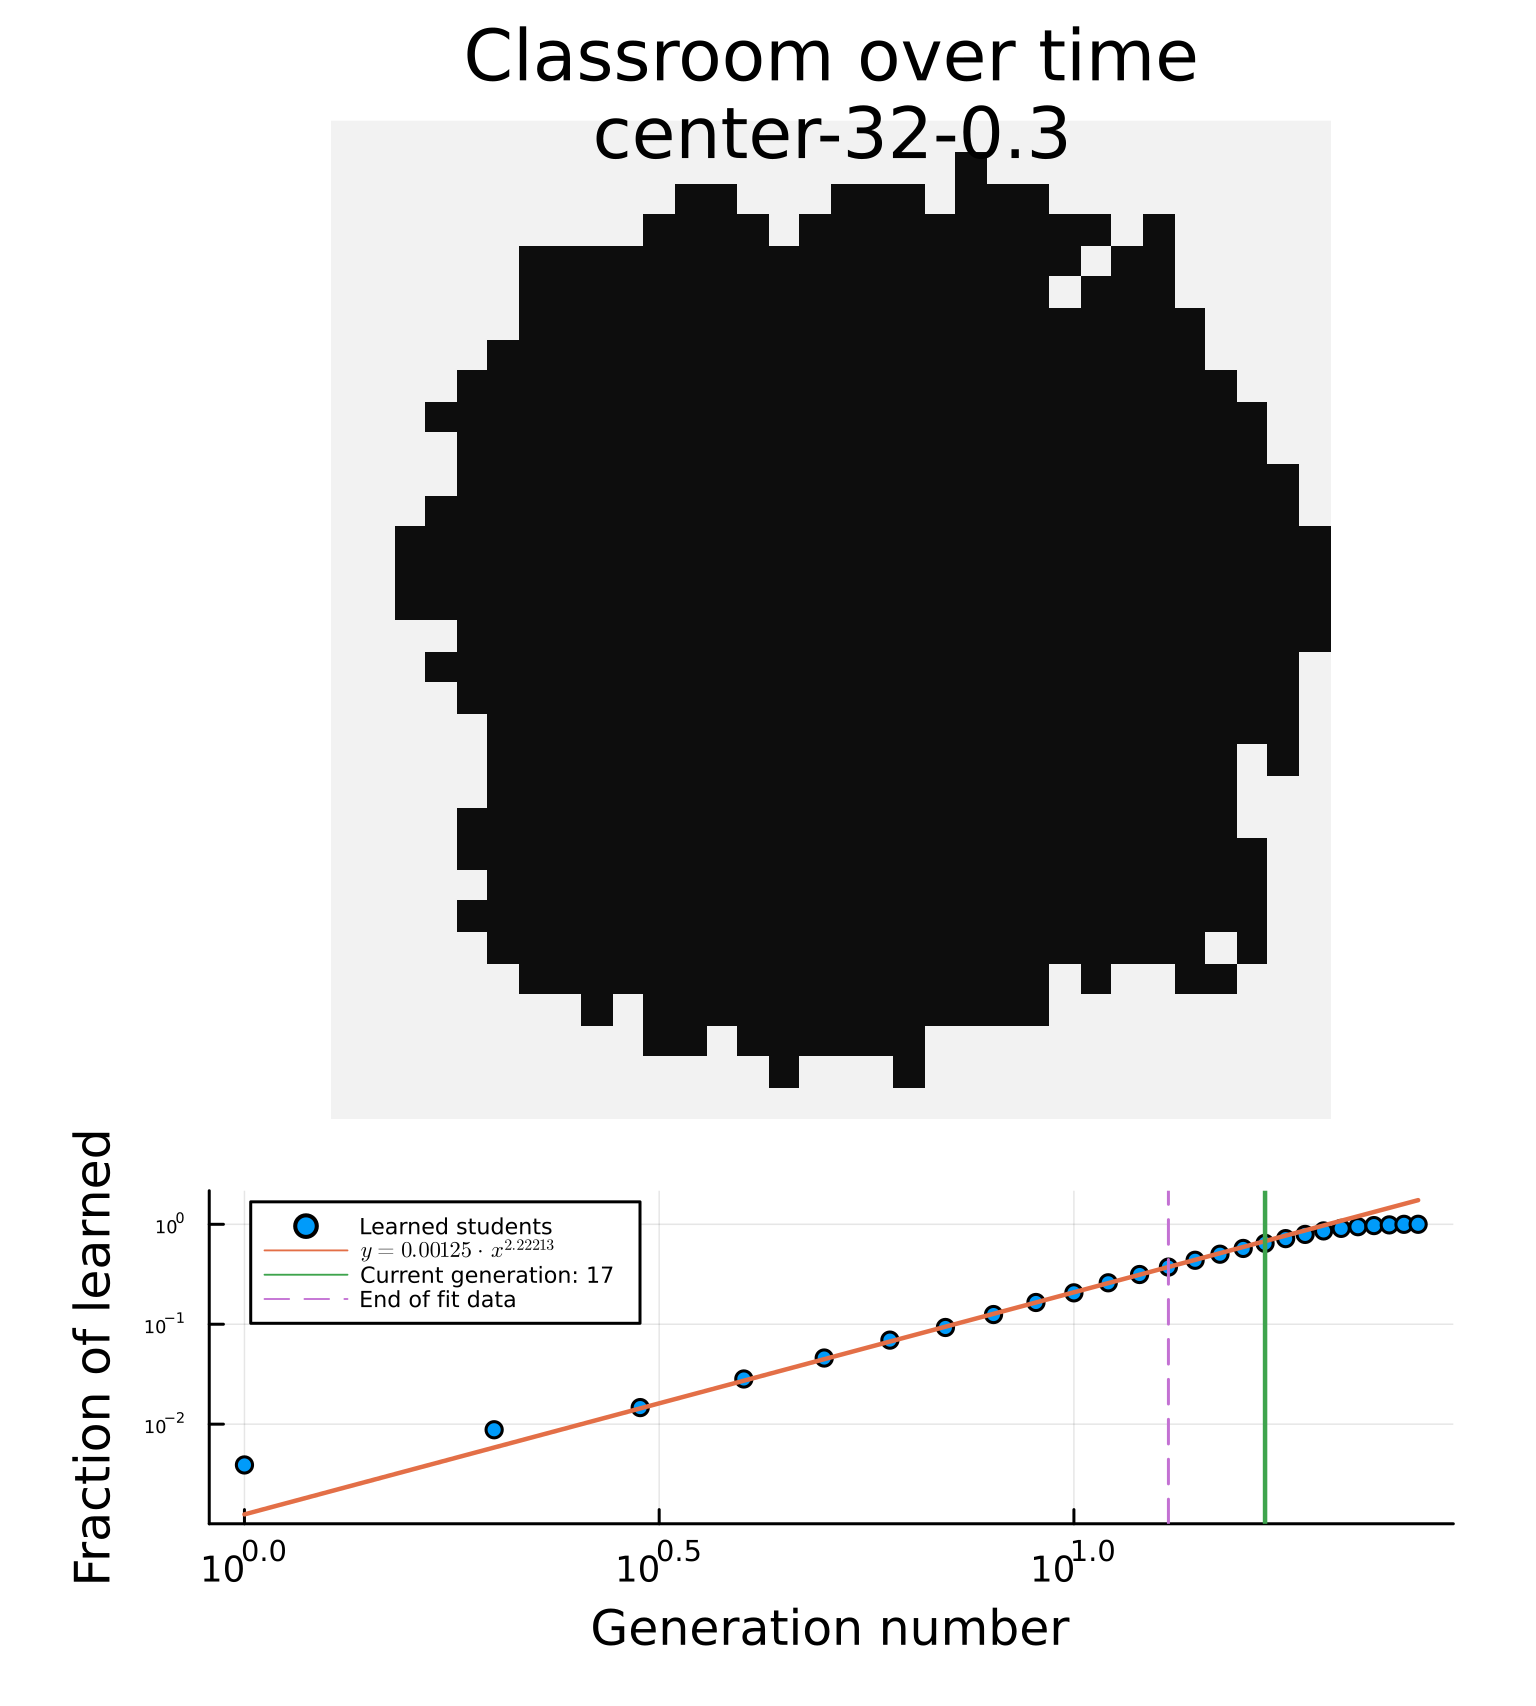 Classroom over time
center-32-0.3
Fraction of learned
10^0
10^−1
10^−2
Learned students
y = 0.00125 · x^2.22213
Current generation: 17
End of fit data
10^0.0 10^0.5 10^1.0
Generation number